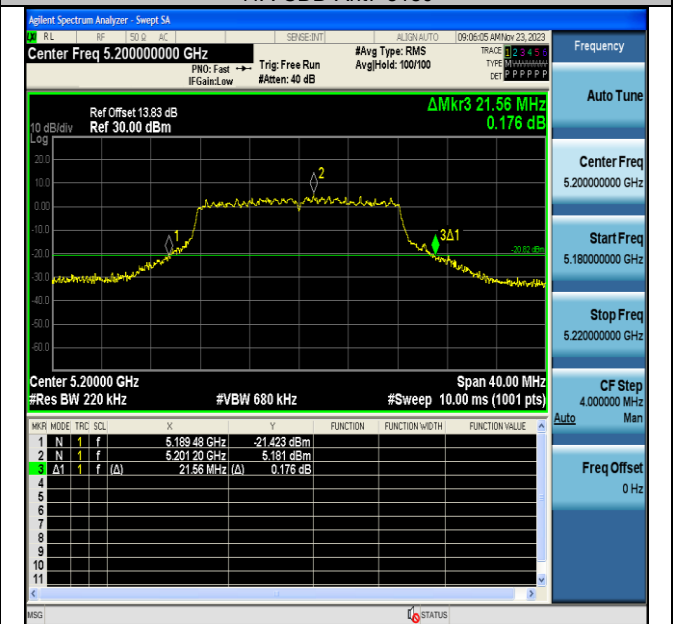 Agilent Spectrum Analyzer - Swept SA
LXI RL RF 50 Ω AC SENSE:INT ALIGN AUTO 09:06:05 AM Nov 23, 2023
Center Freq 5.200000000 GHz
PNO: Fast
IFGain:Low
Trig: Free Run
#Atten: 40 dB
#Avg Type: RMS
Avg|Hold: 100/100
TRACE 1 2 3 4 5 6
TYPE M
DET P P P P P P
Ref Offset 13.83 dB
10 dB/div Ref 30.00 dBm
Log
ΔMkr3 21.56 MHz
0.176 dB
20.0
10.0
0.00
-10.0
-20.0
-30.0
-40.0
-50.0
-60.0
1
2
3Δ1
-20.82 dBm
Center 5.20000 GHz Span 40.00 MHz
#Res BW 220 kHz #VBW 680 kHz #Sweep 10.00 ms (1001 pts)
MKR MODE TRC SCL X Y FUNCTION FUNCTION WIDTH FUNCTION VALUE
1 N 1 f 5.189 48 GHz -21.423 dBm
2 N 1 f 5.201 20 GHz 5.181 dBm
3 Δ1 1 f (Δ) 21.56 MHz (Δ) 0.176 dB
4
5
6
7
8
9
10
11
MSG STATUS
Frequency
Auto Tune
Center Freq
5.200000000 GHz
Start Freq
5.180000000 GHz
Stop Freq
5.220000000 GHz
CF Step
4.000000 MHz
Auto Man
Freq Offset
0 Hz